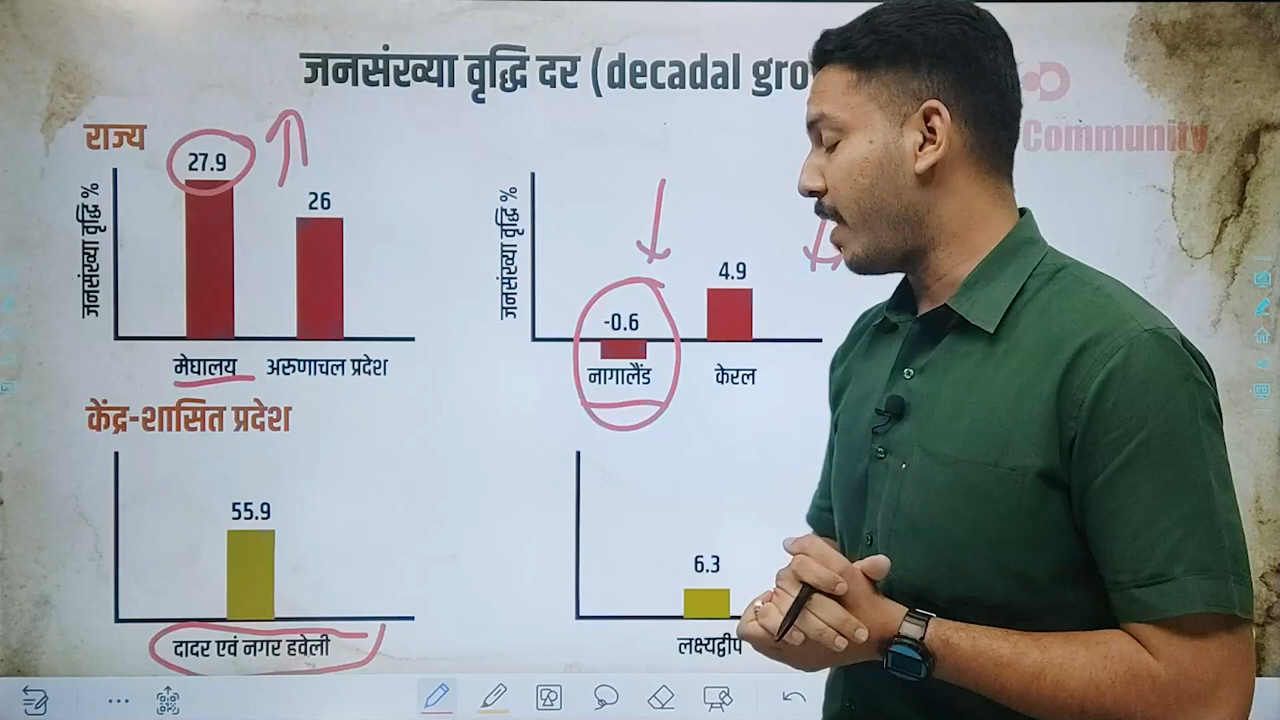 जनसंख्या वृद्धि दर (decadal gro
Community
राज्य
जनसंख्या वृद्धि %
27.9
26
मेघालय
अरुणाचल प्रदेश
जनसंख्या वृद्धि %
-0.6
4.9
नागालैंड
केरल
केंद्र-शासित प्रदेश
55.9
दादर एवं नगर हवेली
6.3
लक्ष्यद्वीप